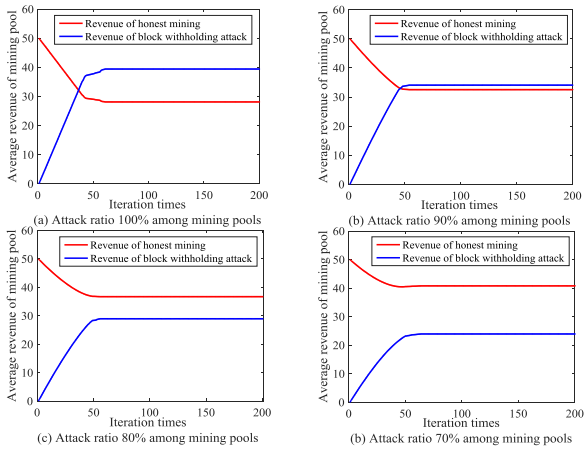 60
50
40
30
20
10
0
Average revenue of mining pool
Revenue of honest mining
Revenue of block withholding attack
0 50 100 150 200
Iteration times
(a) Attack ratio 100% among mining pools
60
50
40
30
20
10
0
Average revenue of mining pool
Revenue of honest mining
Revenue of block withholding attack
0 50 100 150 200
Iteration times
(b) Attack ratio 90% among mining pools
60
50
40
30
20
10
0
Average revenue of mining pool
Revenue of honest mining
Revenue of block withholding attack
0 50 100 150 200
Iteration times
(c) Attack ratio 80% among mining pools
60
50
40
30
20
10
0
Average revenue of mining pool
Revenue of honest mining
Revenue of block withholding attack
0 50 100 150 200
Iteration times
(b) Attack ratio 70% among mining pools